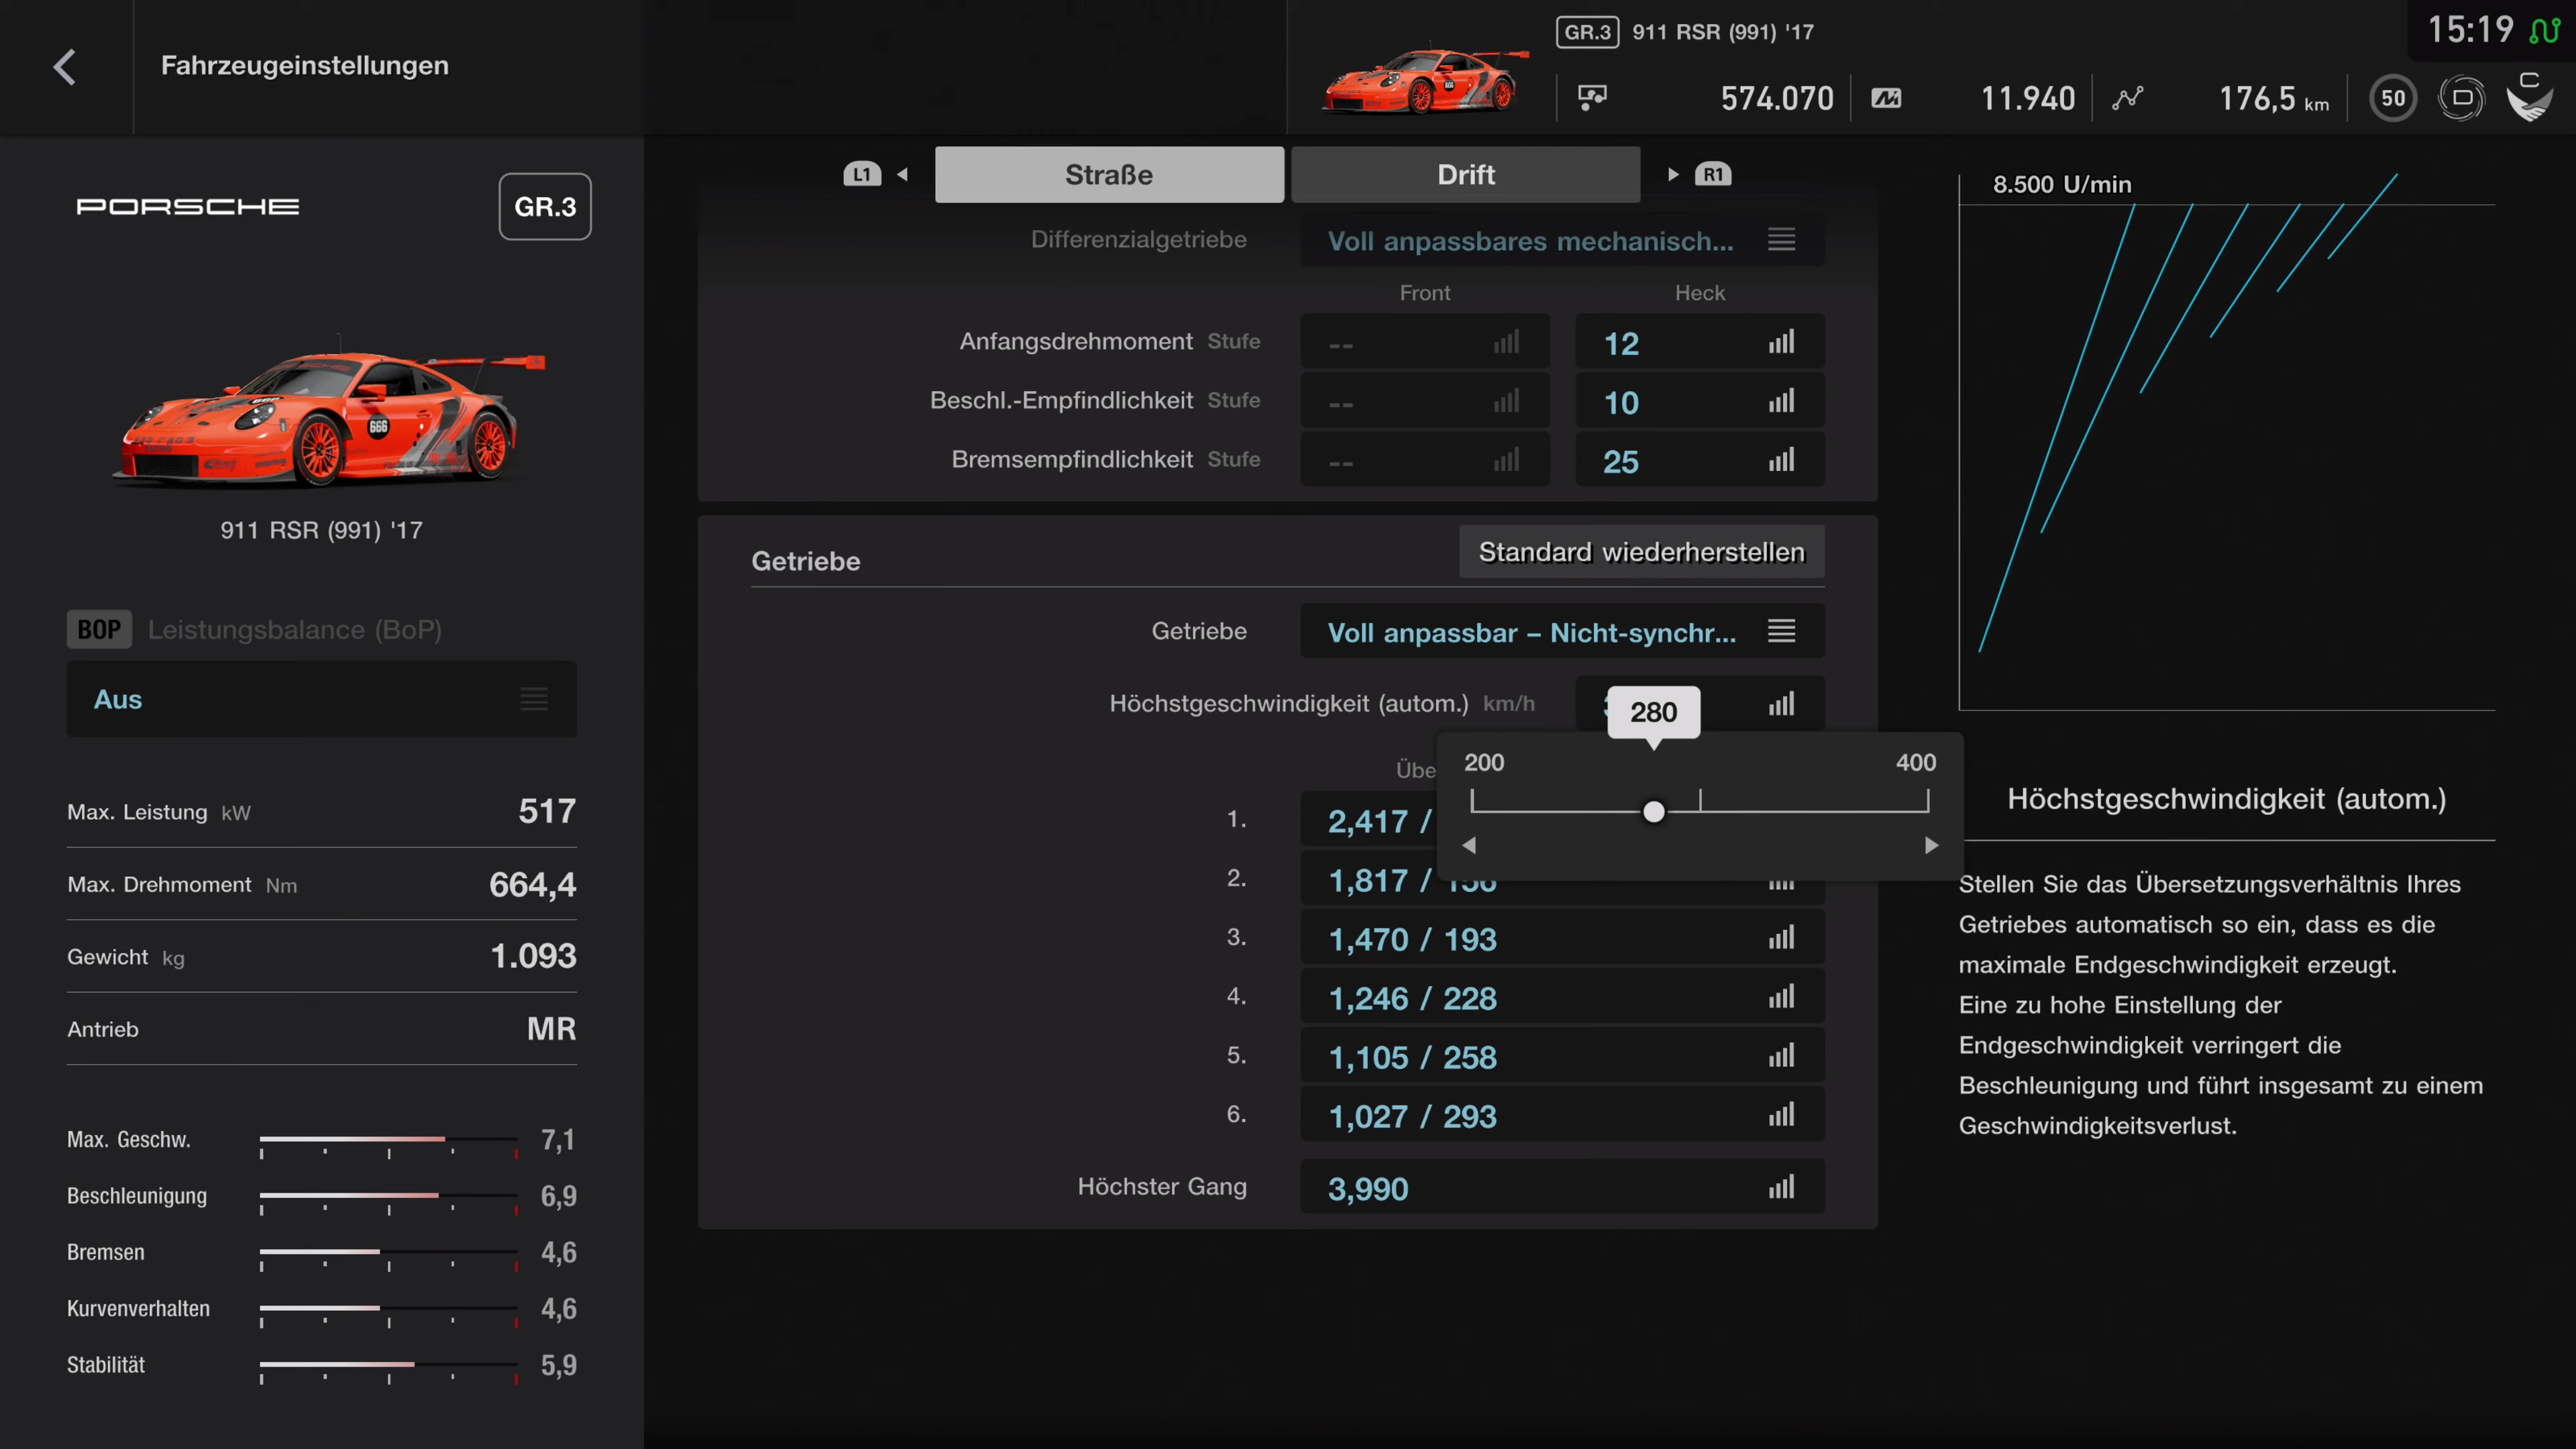 Fahrzeugeinstellungen
GR.3 911 RSR (991) '17
15:19
574.070
11.940
176,5 km
50
D
C
PORSCHE
GR.3
911 RSR (991) '17
BOP Leistungsbalance (BoP)
Aus
Max. Leistung kW 517
Max. Drehmoment Nm 664,4
Gewicht kg 1.093
Antrieb MR
Max. Geschw. 7,1
Beschleunigung 6,9
Bremsen 4,6
Kurvenverhalten 4,6
Stabilität 5,9
L1 Straße Drift R1
Differenzialgetriebe Voll anpassbares mechanisch...
Front Heck
Anfangsdrehmoment Stufe -- 12
Beschl.-Empfindlichkeit Stufe -- 10
Bremsempfindlichkeit Stufe -- 25
Getriebe Standard wiederherstellen
Getriebe Voll anpassbar – Nicht-synchr...
Höchstgeschwindigkeit (autom.) km/h
280
200 400
Übe
1. 2,417 /
2. 1,817 / 156
3. 1,470 / 193
4. 1,246 / 228
5. 1,105 / 258
6. 1,027 / 293
Höchster Gang 3,990
8.500 U/min
Höchstgeschwindigkeit (autom.)
Stellen Sie das Übersetzungsverhältnis Ihres
Getriebes automatisch so ein, dass es die
maximale Endgeschwindigkeit erzeugt.
Eine zu hohe Einstellung der
Endgeschwindigkeit verringert die
Beschleunigung und führt insgesamt zu einem
Geschwindigkeitsverlust.
666